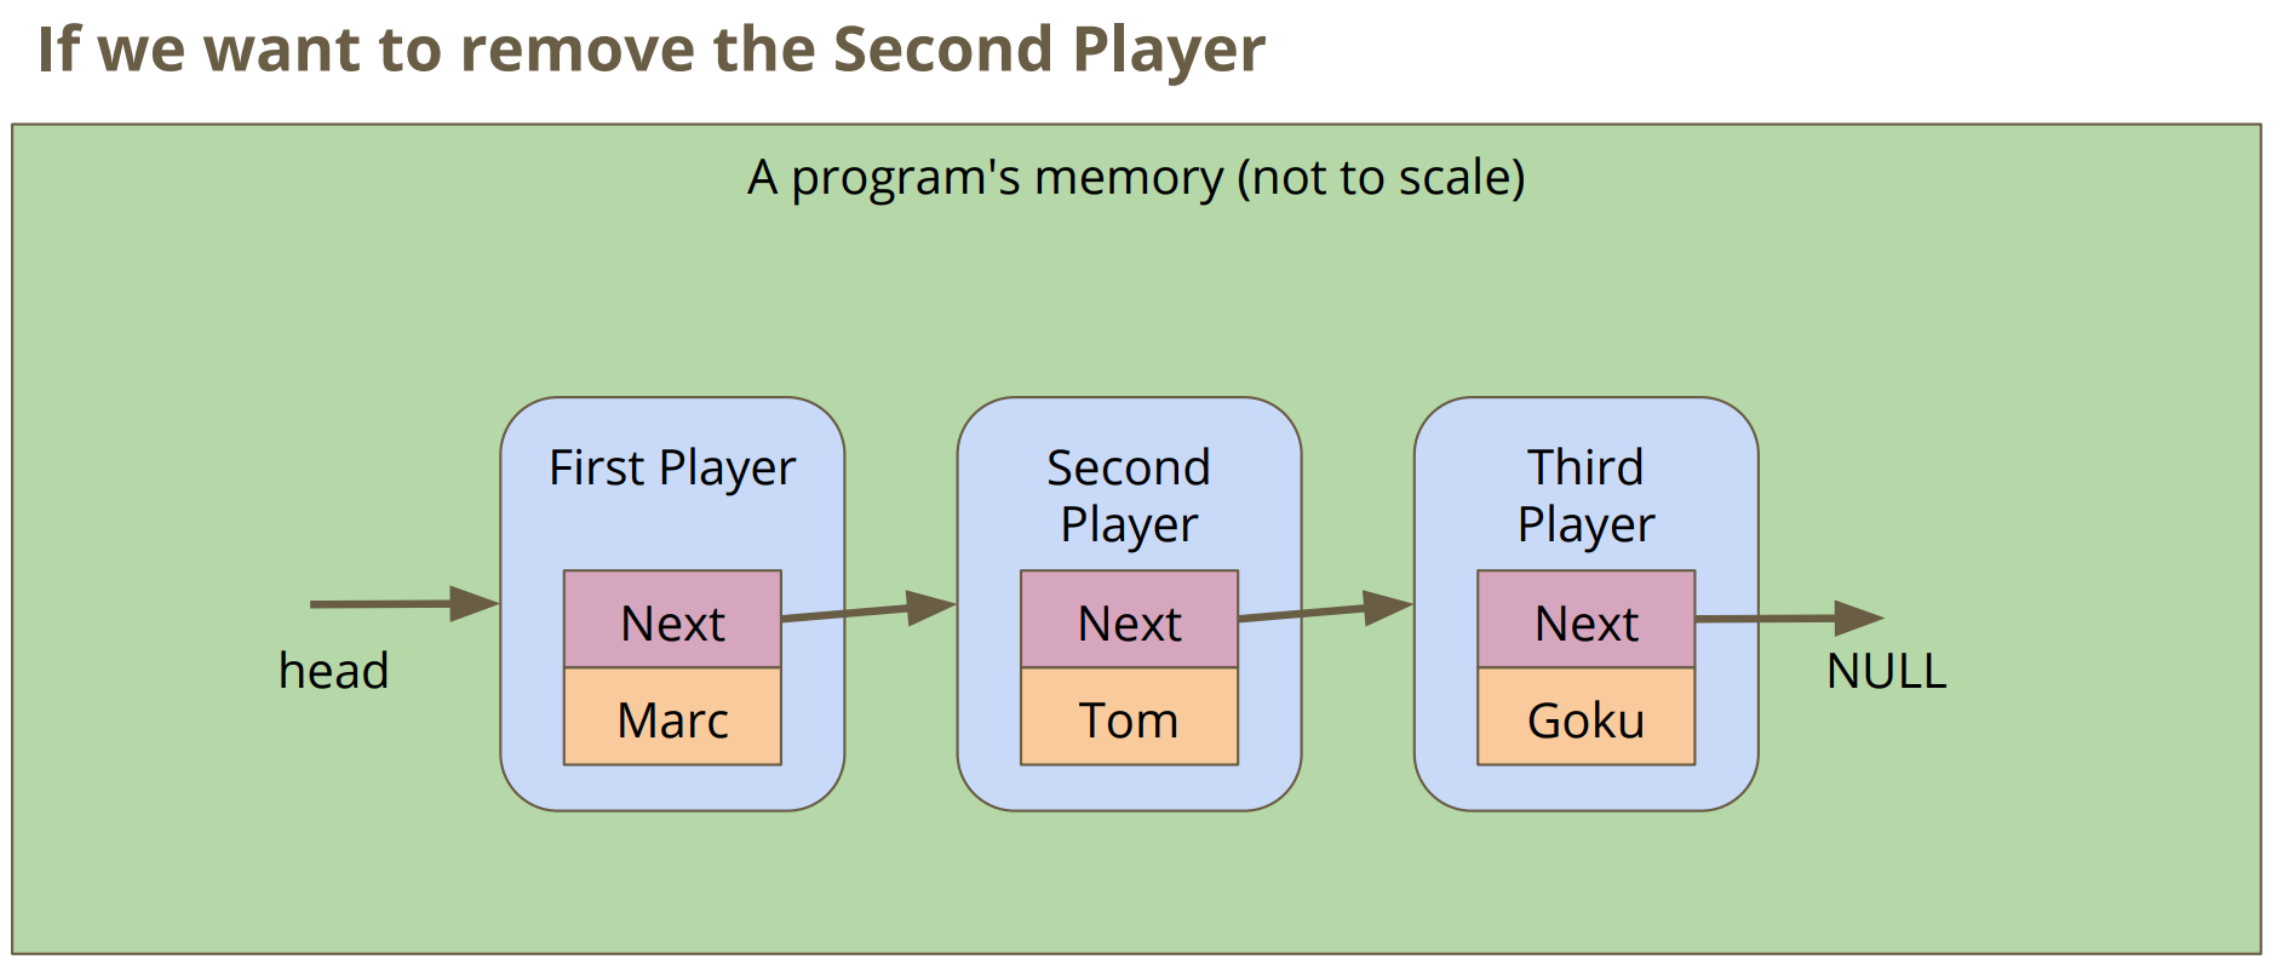 If we want to remove the Second Player
A program's memory (not to scale)
First Player
Next
Marc
Second
Player
Next
Tom
Third
Player
Next
Goku
head
NULL